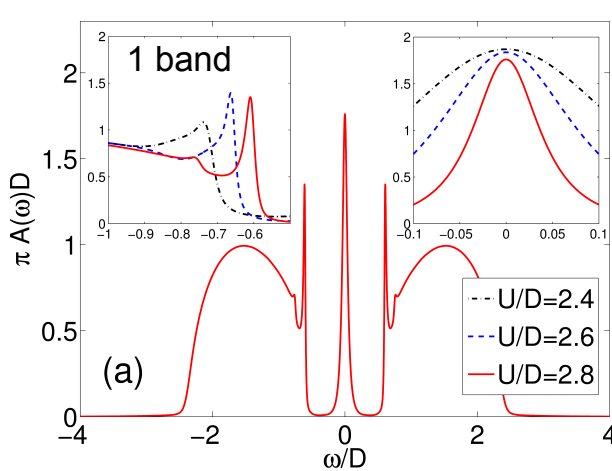 1 band
2
1.5
1
0.5
0
-1 -0.9 -0.8 -0.7 -0.6
2
1.5
1
0.5
0
-0.1 -0.05 0 0.05 0.1
2
1.5
1
0.5
0
π A(ω)D
(a)
U/D=2.4
U/D=2.6
U/D=2.8
−4 −2 0 2 4
ω/D